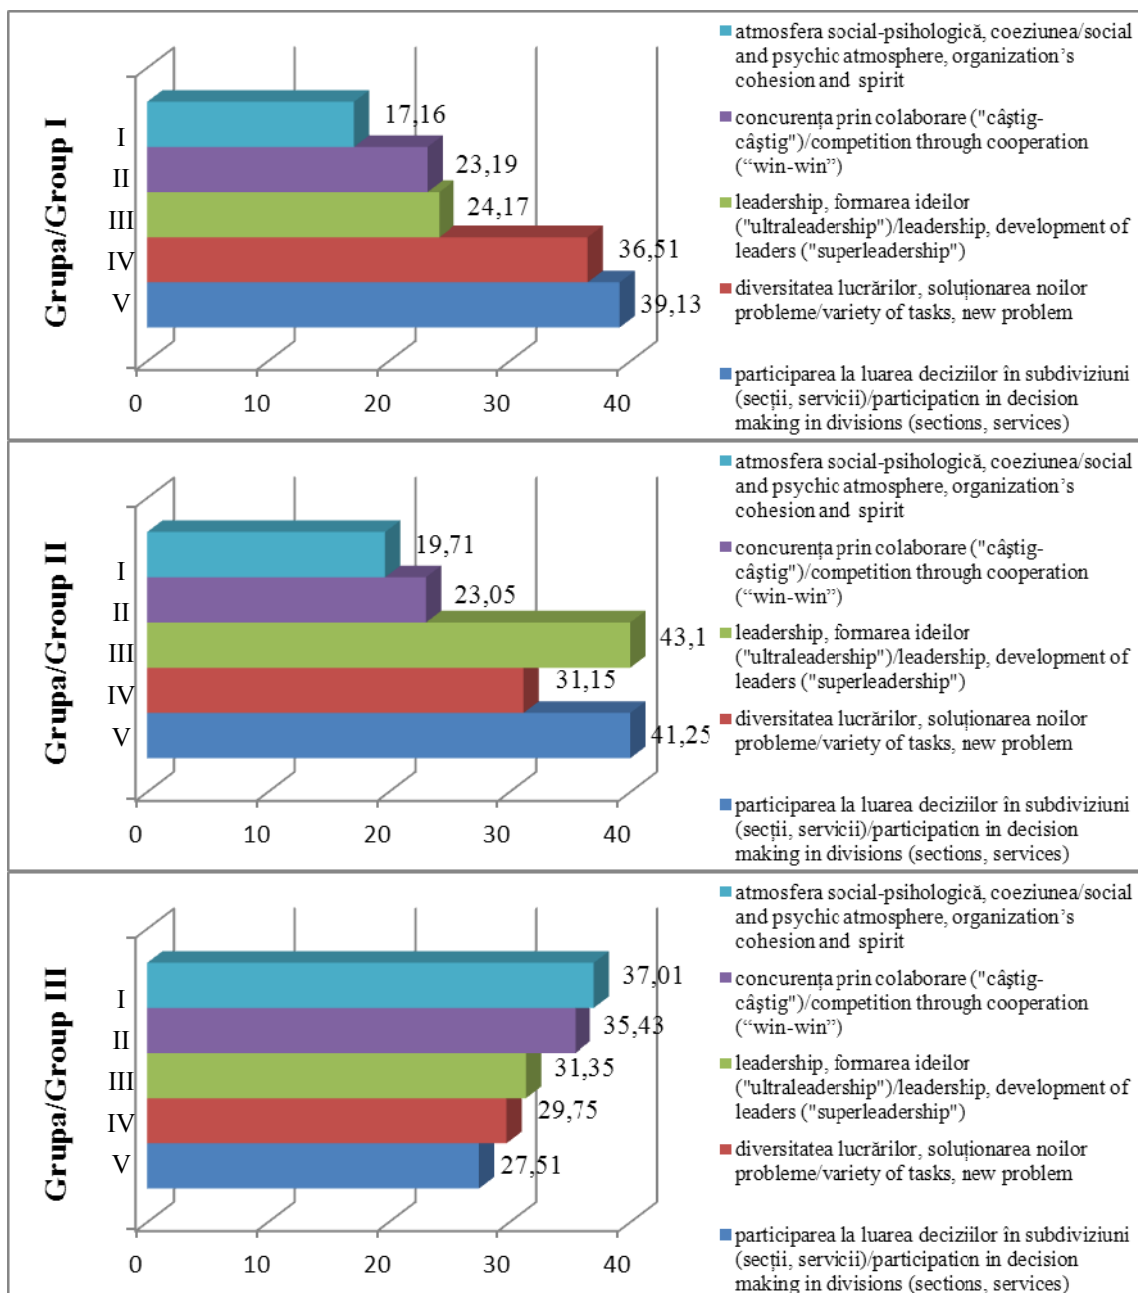 Grupa/Group I
I
II
III
IV
V
17,16
23,19
24,17
36,51
39,13
0 10 20 30 40
atmosfera social-psihologică, coeziunea/social
and psychic atmosphere, organization's
cohesion and spirit
concurența prin colaborare ("câştig-
câştig")/competition through cooperation
(“win-win”)
leadership, formarea ideilor
("ultraleadership")/leadership, development of
leaders ("superleadership")
diversitatea lucrărilor, soluționarea noilor
probleme/variety of tasks, new problem
participarea la luarea deciziilor în subdiviziuni
(secții, servicii)/participation in decision
making in divisions (sections, services)
Grupa/Group II
I
II
III
IV
V
19,71
23,05
43,1
31,15
41,25
0 10 20 30 40
atmosfera social-psihologică, coeziunea/social
and psychic atmosphere, organization’s
cohesion and spirit
concurența prin colaborare ("câştig-
câştig")/competition through cooperation
(“win-win”)
leadership, formarea ideilor
("ultraleadership")/leadership, development of
leaders ("superleadership")
diversitatea lucrărilor, soluționarea noilor
probleme/variety of tasks, new problem
participarea la luarea deciziilor în subdiviziuni
(secții, servicii)/participation in decision
making in divisions (sections, services)
Grupa/Group III
I
II
III
IV
V
37,01
35,43
31,35
29,75
27,51
0 10 20 30 40
atmosfera social-psihologică, coeziunea/social
and psychic atmosphere, organization’s
cohesion and spirit
concurența prin colaborare ("câştig-
câştig")/competition through cooperation
(“win-win”)
leadership, formarea ideilor
("ultraleadership")/leadership, development of
leaders ("superleadership")
diversitatea lucrărilor, soluționarea noilor
probleme/variety of tasks, new problem
participarea la luarea deciziilor în subdiviziuni
(secții, servicii)/participation in decision
making in divisions (sections, services)